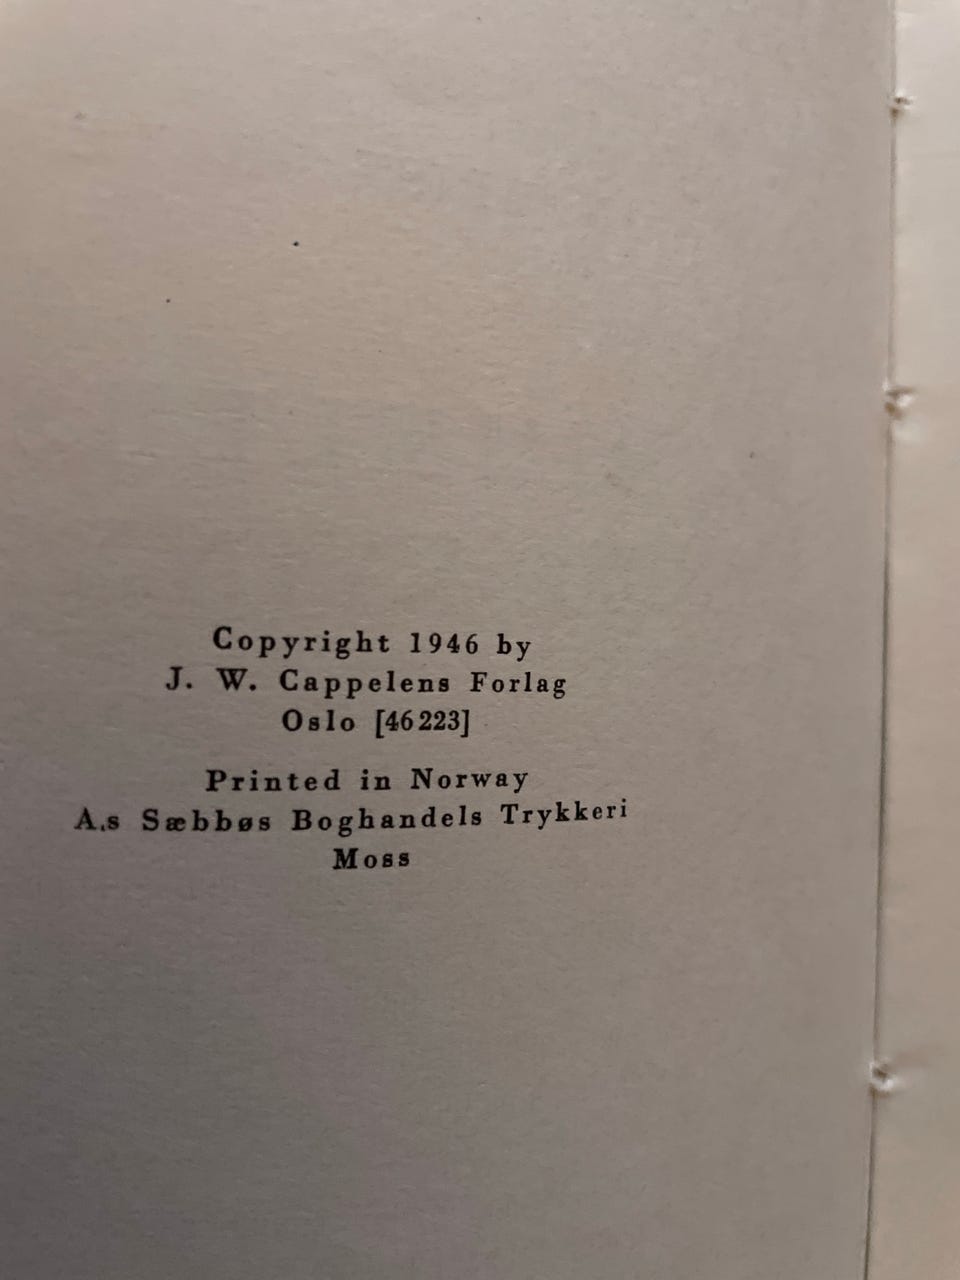 Copyright 1946 by
J. W. Cappelens Forlag
Oslo [46223]
Printed in Norway
A.s Sæbbøs Boghandels Trykkeri
Moss